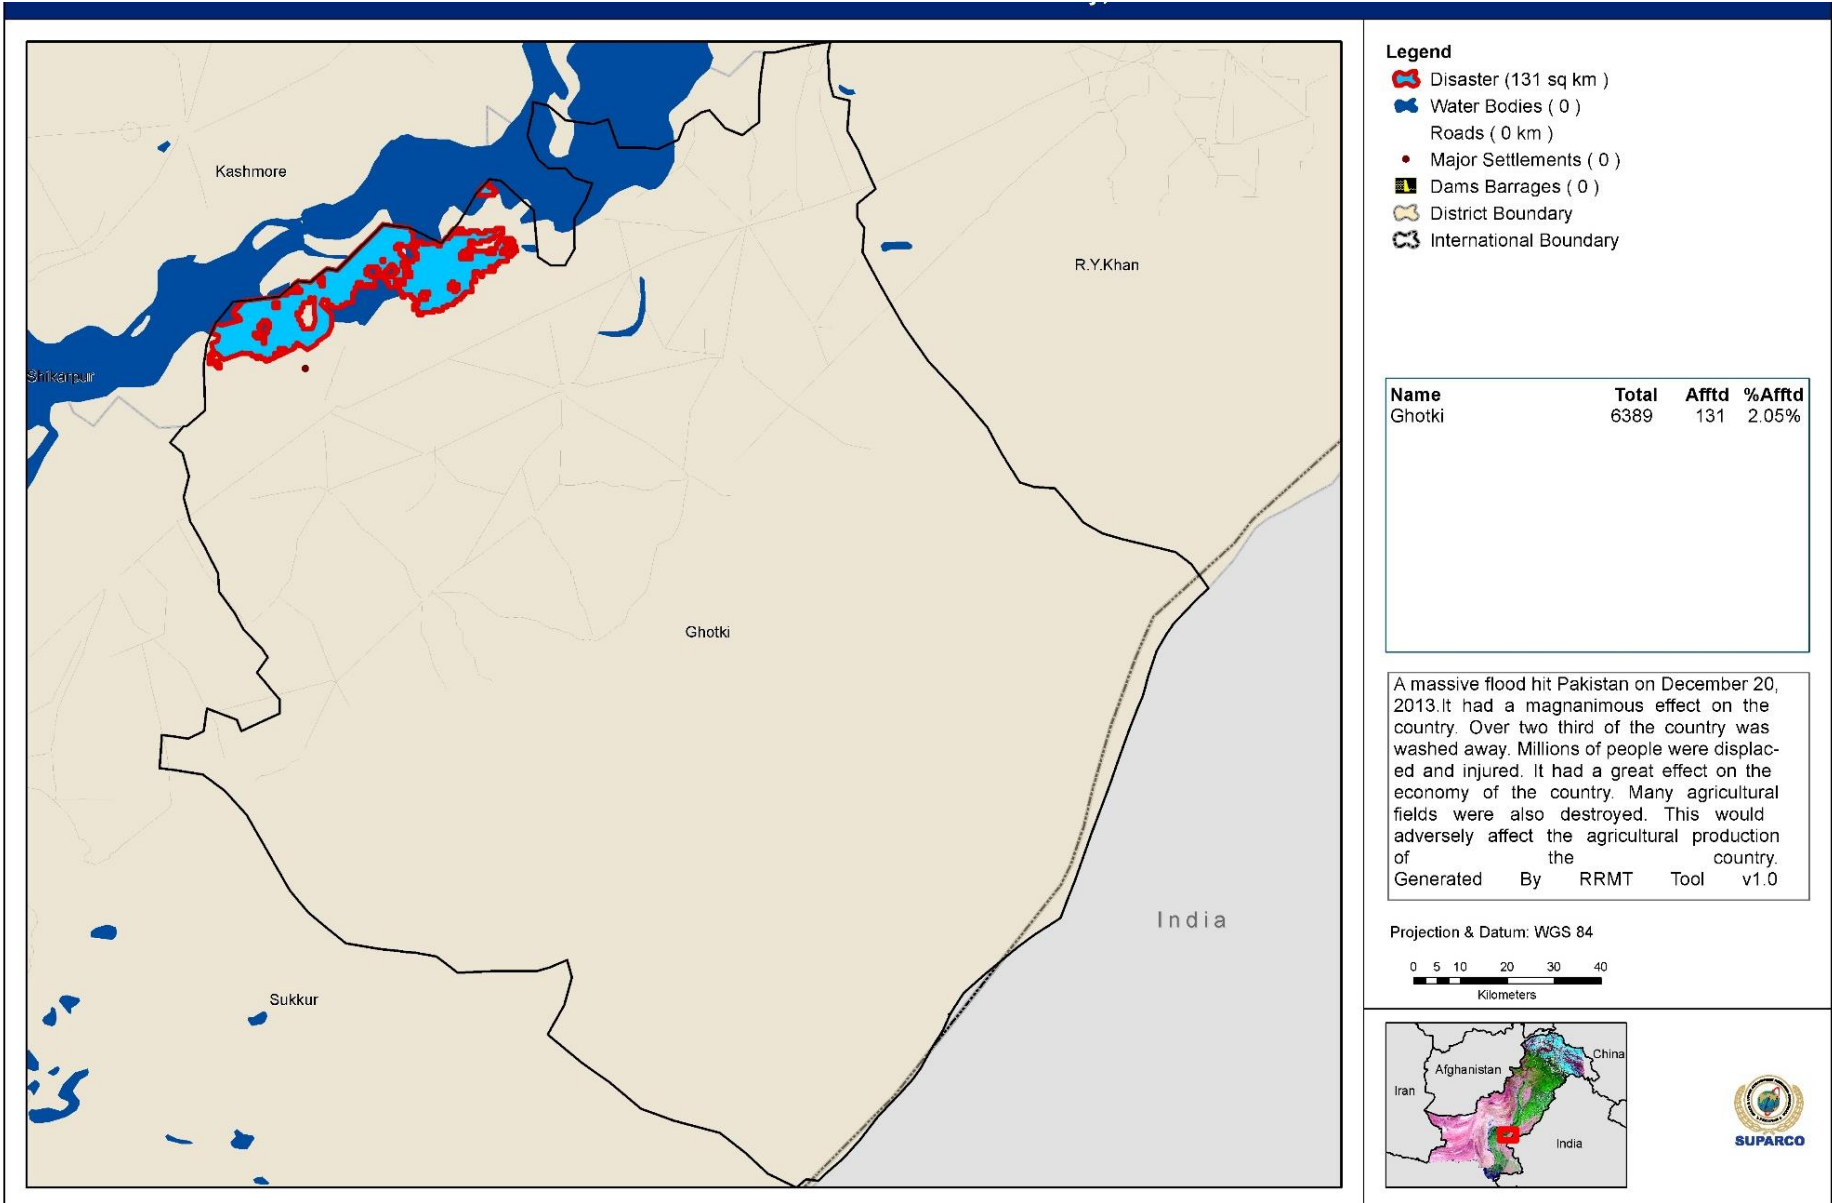 Legend
Disaster (131 sq km )
Water Bodies ( 0 )
Roads ( 0 km )
Major Settlements ( 0 )
Dams Barrages ( 0 )
District Boundary
International Boundary
Kashmore
R.Y.Khan
Shikarpur
Ghotki
India
Sukkur
Name Total Afftd %Afftd
Ghotki 6389 131 2.05%
A massive flood hit Pakistan on December 20,
2013.It had a magnanimous effect on the
country. Over two third of the country was
washed away. Millions of people were displac-
ed and injured. It had a great effect on the
economy of the country. Many agricultural
fields were also destroyed. This would
adversely affect the agricultural production
of the country.
Generated By RRMT Tool v1.0
Projection & Datum: WGS 84
0 5 10 20 30 40
Kilometers
China
Afghanistan
Iran
India
SUPARCO